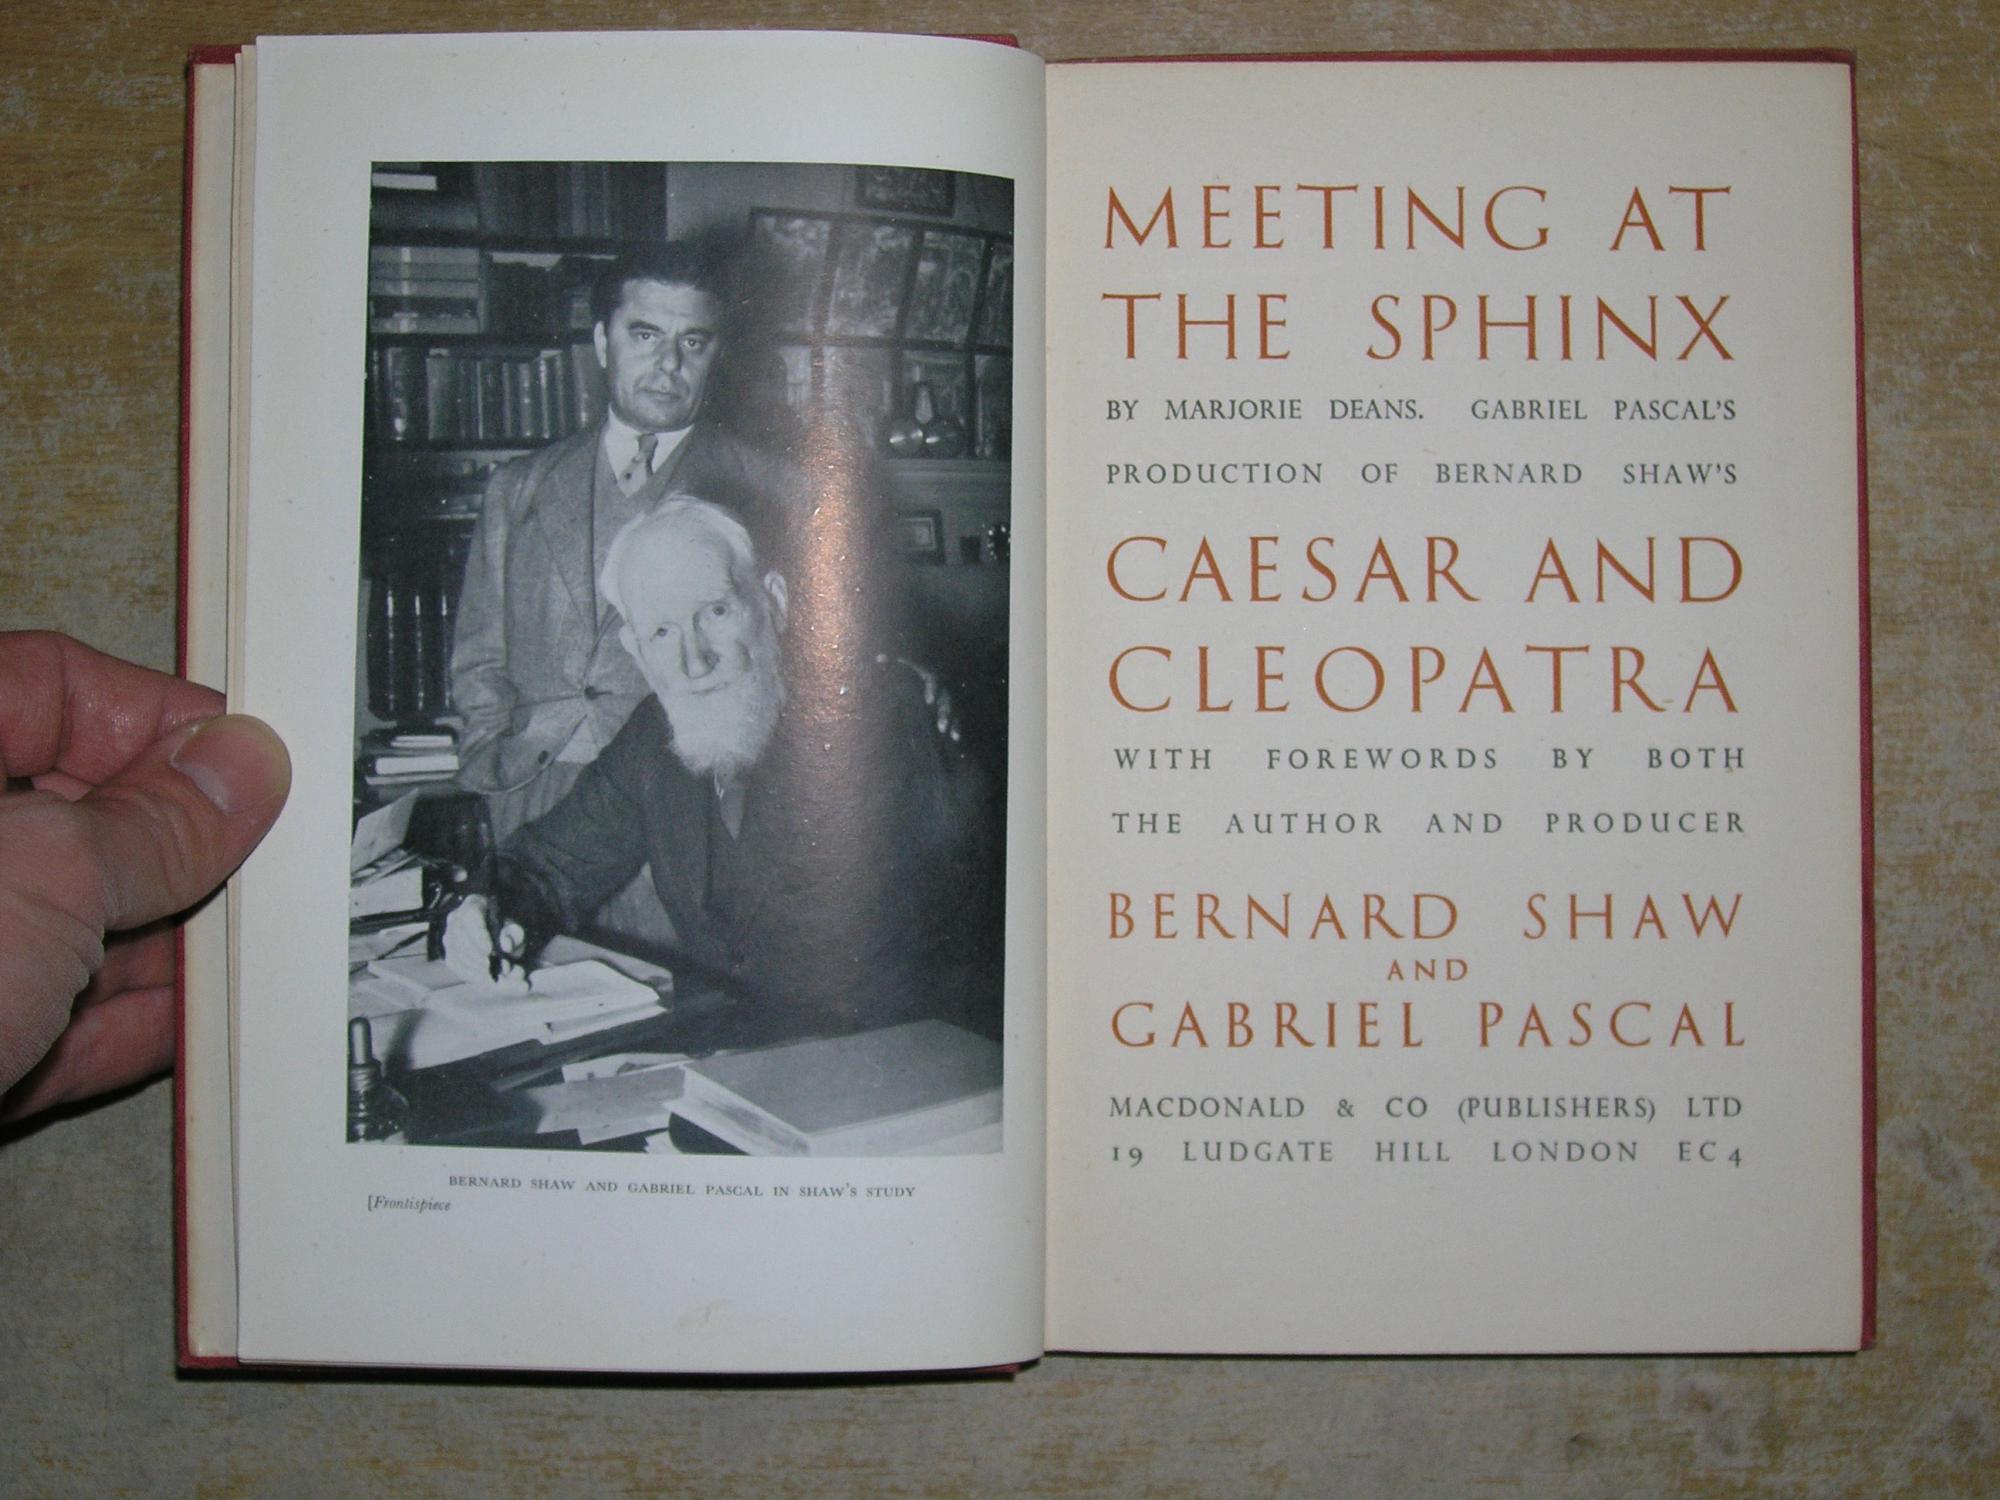 BERNARD SHAW AND GABRIEL PASCAL IN SHAW'S STUDY
[Frontispiece
MEETING AT
THE SPHINX
BY MARJORIE DEANS. GABRIEL PASCAL'S
PRODUCTION OF BERNARD SHAW'S
CAESAR AND
CLEOPATRA
WITH FOREWORDS BY BOTH
THE AUTHOR AND PRODUCER
BERNARD SHAW
AND
GABRIEL PASCAL
MACDONALD & CO (PUBLISHERS) LTD
19 LUDGATE HILL LONDON EC4